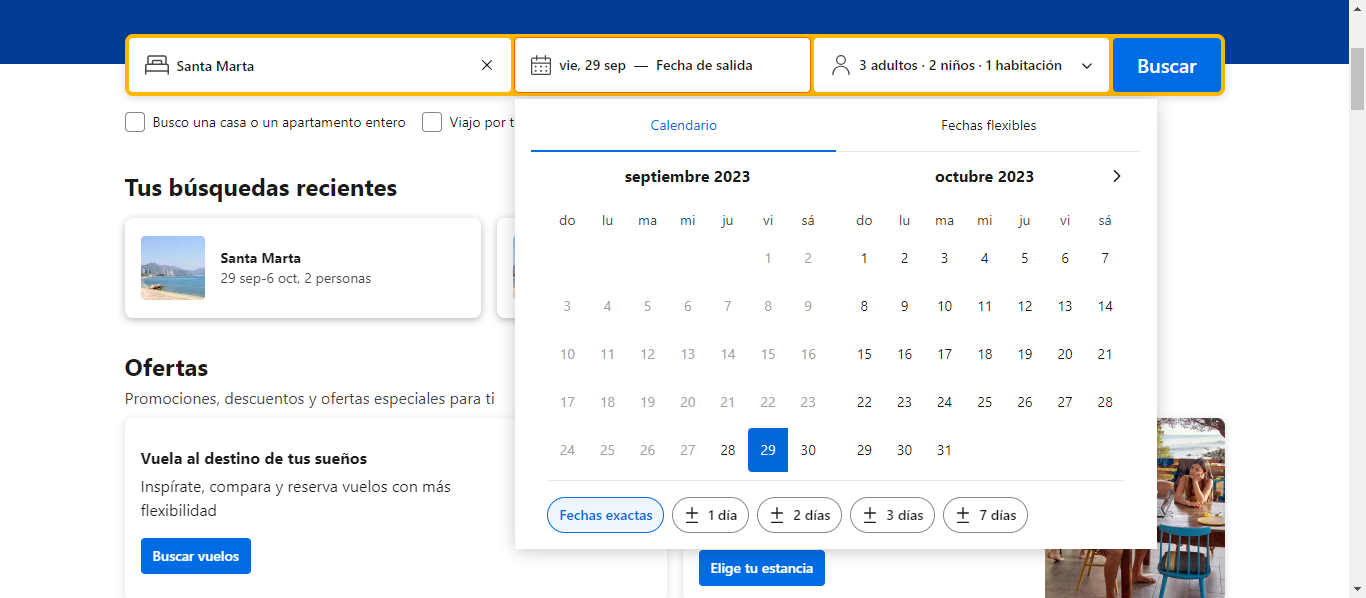 Santa Marta
vie, 29 sep — Fecha de salida
3 adultos · 2 niños · 1 habitación
Buscar
Busco una casa o un apartamento entero
Viajo por t
Calendario
Fechas flexibles
septiembre 2023
do lu ma mi ju vi sá
1 2
3 4 5 6 7 8 9
10 11 12 13 14 15 16
17 18 19 20 21 22 23
24 25 26 27 28 29 30
octubre 2023
do lu ma mi ju vi sá
1 2 3 4 5 6 7
8 9 10 11 12 13 14
15 16 17 18 19 20 21
22 23 24 25 26 27 28
29 30 31
Fechas exactas
± 1 día
± 2 días
± 3 días
± 7 días
Tus búsquedas recientes
Santa Marta
29 sep-6 oct, 2 personas
Ofertas
Promociones, descuentos y ofertas especiales para ti
Vuela al destino de tus sueños
Inspírate, compara y reserva vuelos con más
flexibilidad
Buscar vuelos
Elige tu estancia